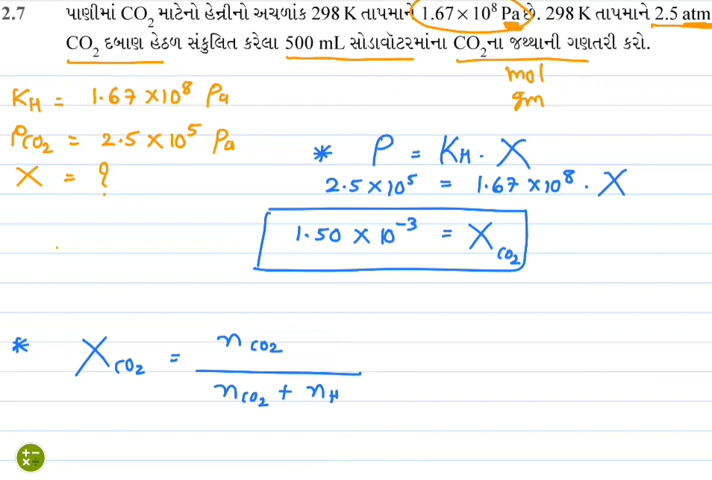 2.7 પાણીમાં CO₂ માટેનો હેન્રીનો અચળાંક 298 K તાપમાને 1.67 × 10⁸ Pa છે. 298 K તાપમાને 2.5 atm
CO₂ દબાણ હેઠળ સંકુલિત કરેલા 500 mL સોડાવૉટરમાંના CO₂ના જથ્થાની ગણતરી કરો.
mol
gm
K_H = 1.67 × 10⁸ Pa
P_CO₂ = 2.5 × 10⁵ Pa
X = ?
* P = K_H · X
2.5 × 10⁵ = 1.67 × 10⁸ · X
1.50 × 10⁻³ = X_CO₂
* X_CO₂ = n_CO₂
n_CO₂ + n_H
+ − × ÷